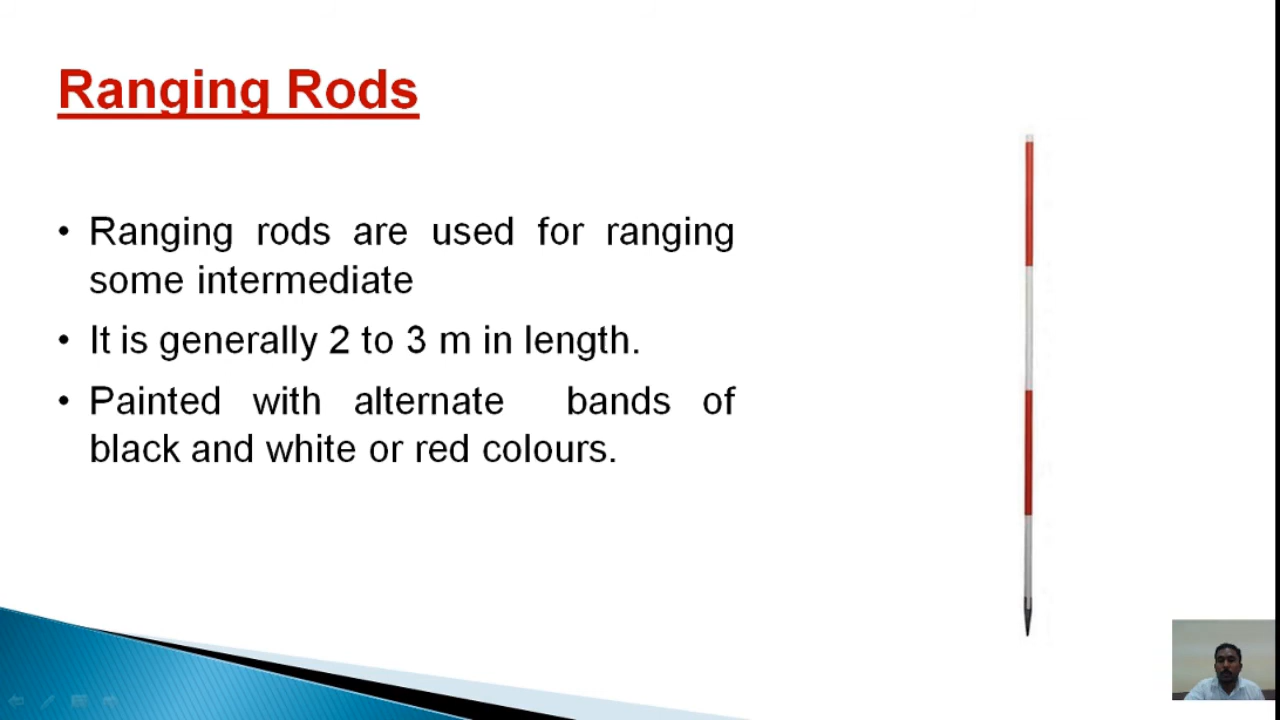 Ranging Rods
• Ranging rods are used for ranging
some intermediate
• It is generally 2 to 3 m in length.
• Painted with alternate bands of
black and white or red colours.